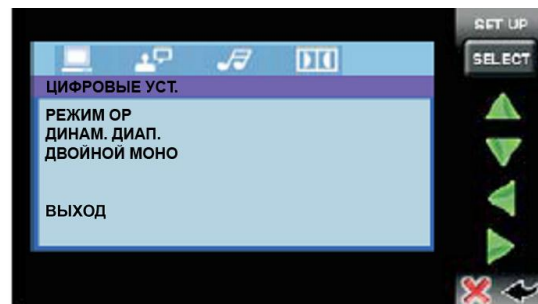 SET UP
SELECT
ЦИФРОВЫЕ УСТ.
РЕЖИМ ОР
ДИНАМ. ДИАП.
ДВОЙНОЙ МОНО
ВЫХОД